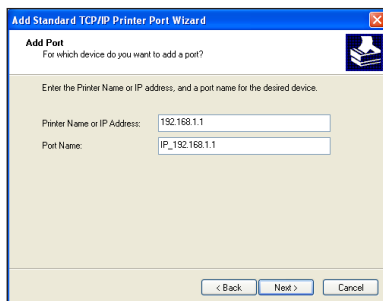 Add Standard TCP/IP Printer Port Wizard
Add Port
For which device do you want to add a port?
Enter the Printer Name or IP address, and a port name for the desired device.
Printer Name or IP Address: 192.168.1.1
Port Name: IP_192.168.1.1
< Back Next > Cancel